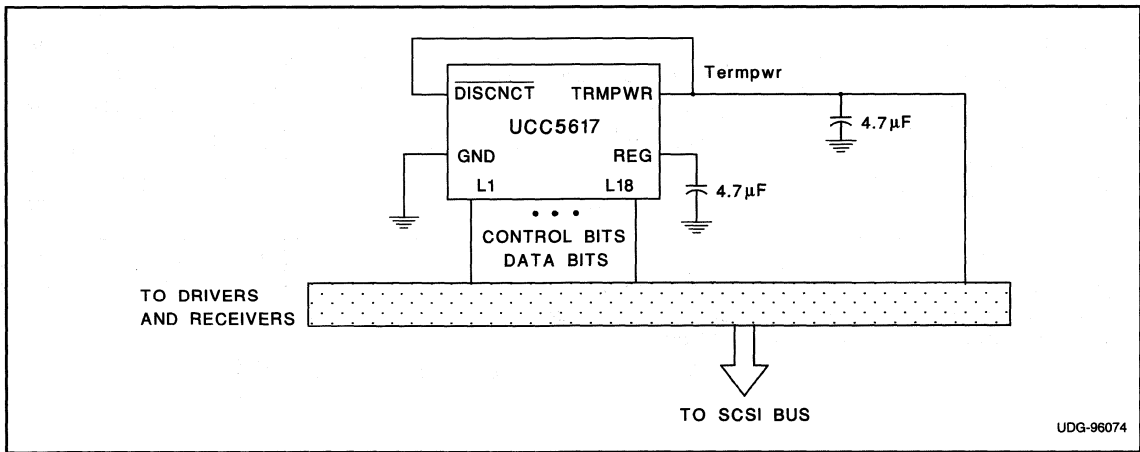 Termpwr
DISCNCT TRMPWR
UCC5617
4.7µF
GND REG
L1 L18
4.7µF
• • •
CONTROL BITS
DATA BITS
TO DRIVERS
AND RECEIVERS
TO SCSI BUS
UDG-96074